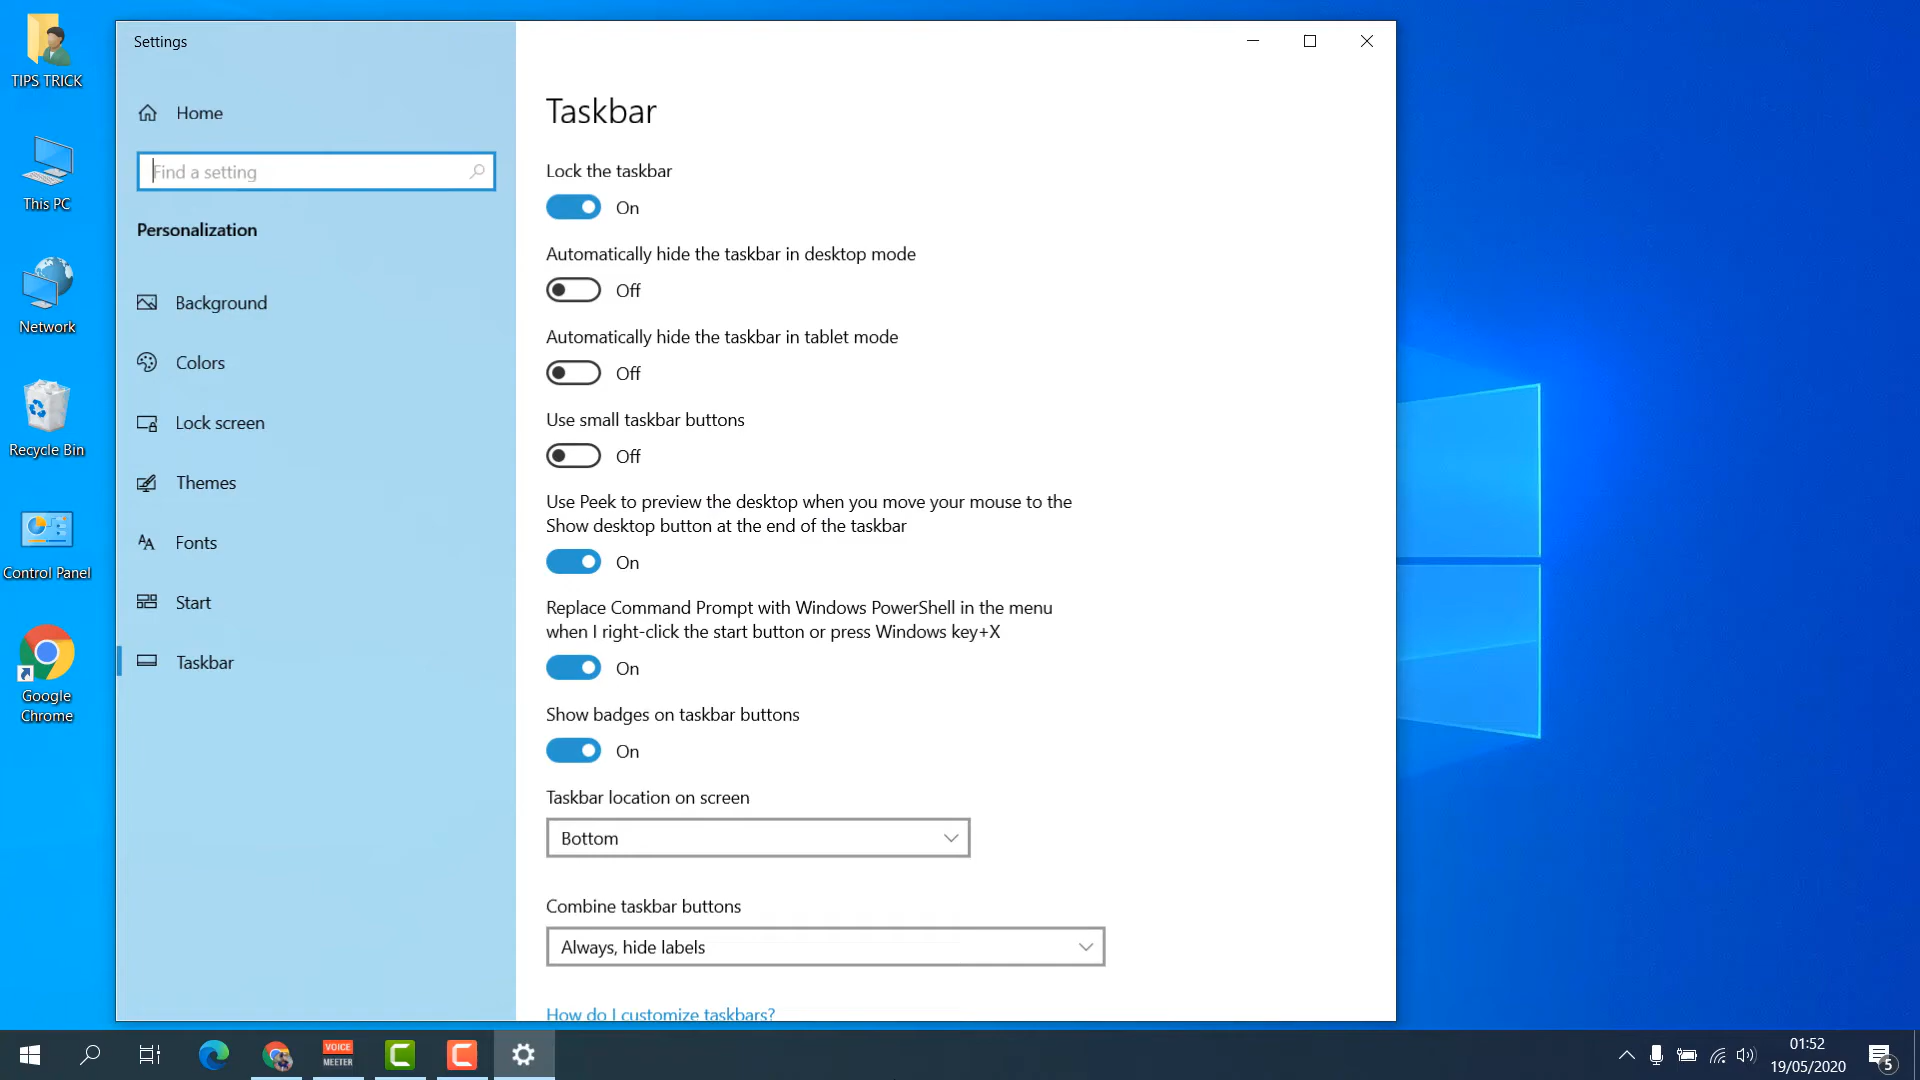 TIPS TRICK
This PC
Network
Recycle Bin
Control Panel
Google
Chrome
Settings
Home
Find a setting
Personalization
Background
Colors
Lock screen
Themes
Fonts
Start
Taskbar
Taskbar
Lock the taskbar
On
Automatically hide the taskbar in desktop mode
Off
Automatically hide the taskbar in tablet mode
Off
Use small taskbar buttons
Off
Use Peek to preview the desktop when you move your mouse to the
Show desktop button at the end of the taskbar
On
Replace Command Prompt with Windows PowerShell in the menu
when I right-click the start button or press Windows key+X
On
Show badges on taskbar buttons
On
Taskbar location on screen
Bottom
Combine taskbar buttons
Always, hide labels
How do I customize taskbars?
VOICE
MEETER
01:52
19/05/2020
5